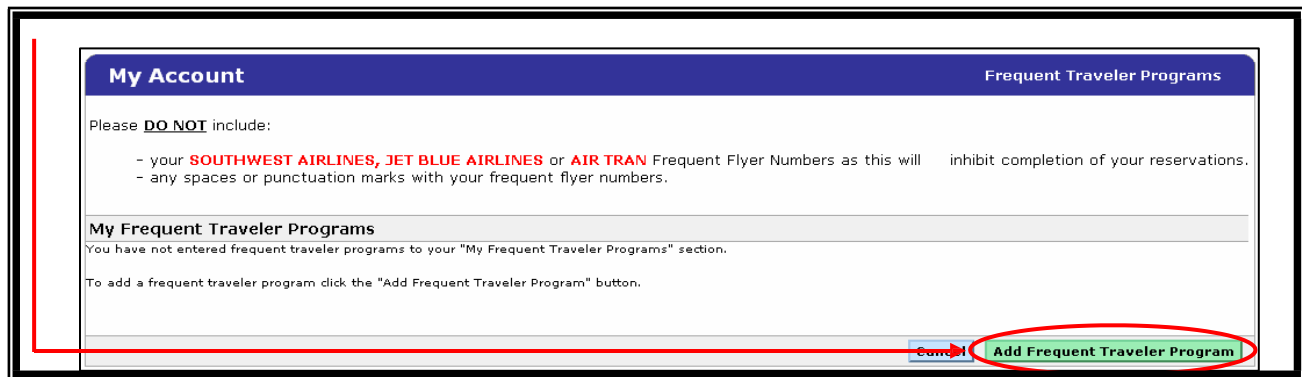 My Account Frequent Traveler Programs
Please DO NOT include:
- your SOUTHWEST AIRLINES, JET BLUE AIRLINES or AIR TRAN Frequent Flyer Numbers as this will inhibit completion of your reservations.
- any spaces or punctuation marks with your frequent flyer numbers.
My Frequent Traveler Programs
You have not entered frequent traveler programs to your "My Frequent Traveler Programs" section.
To add a frequent traveler program click the "Add Frequent Traveler Program" button.
Cancel Add Frequent Traveler Program